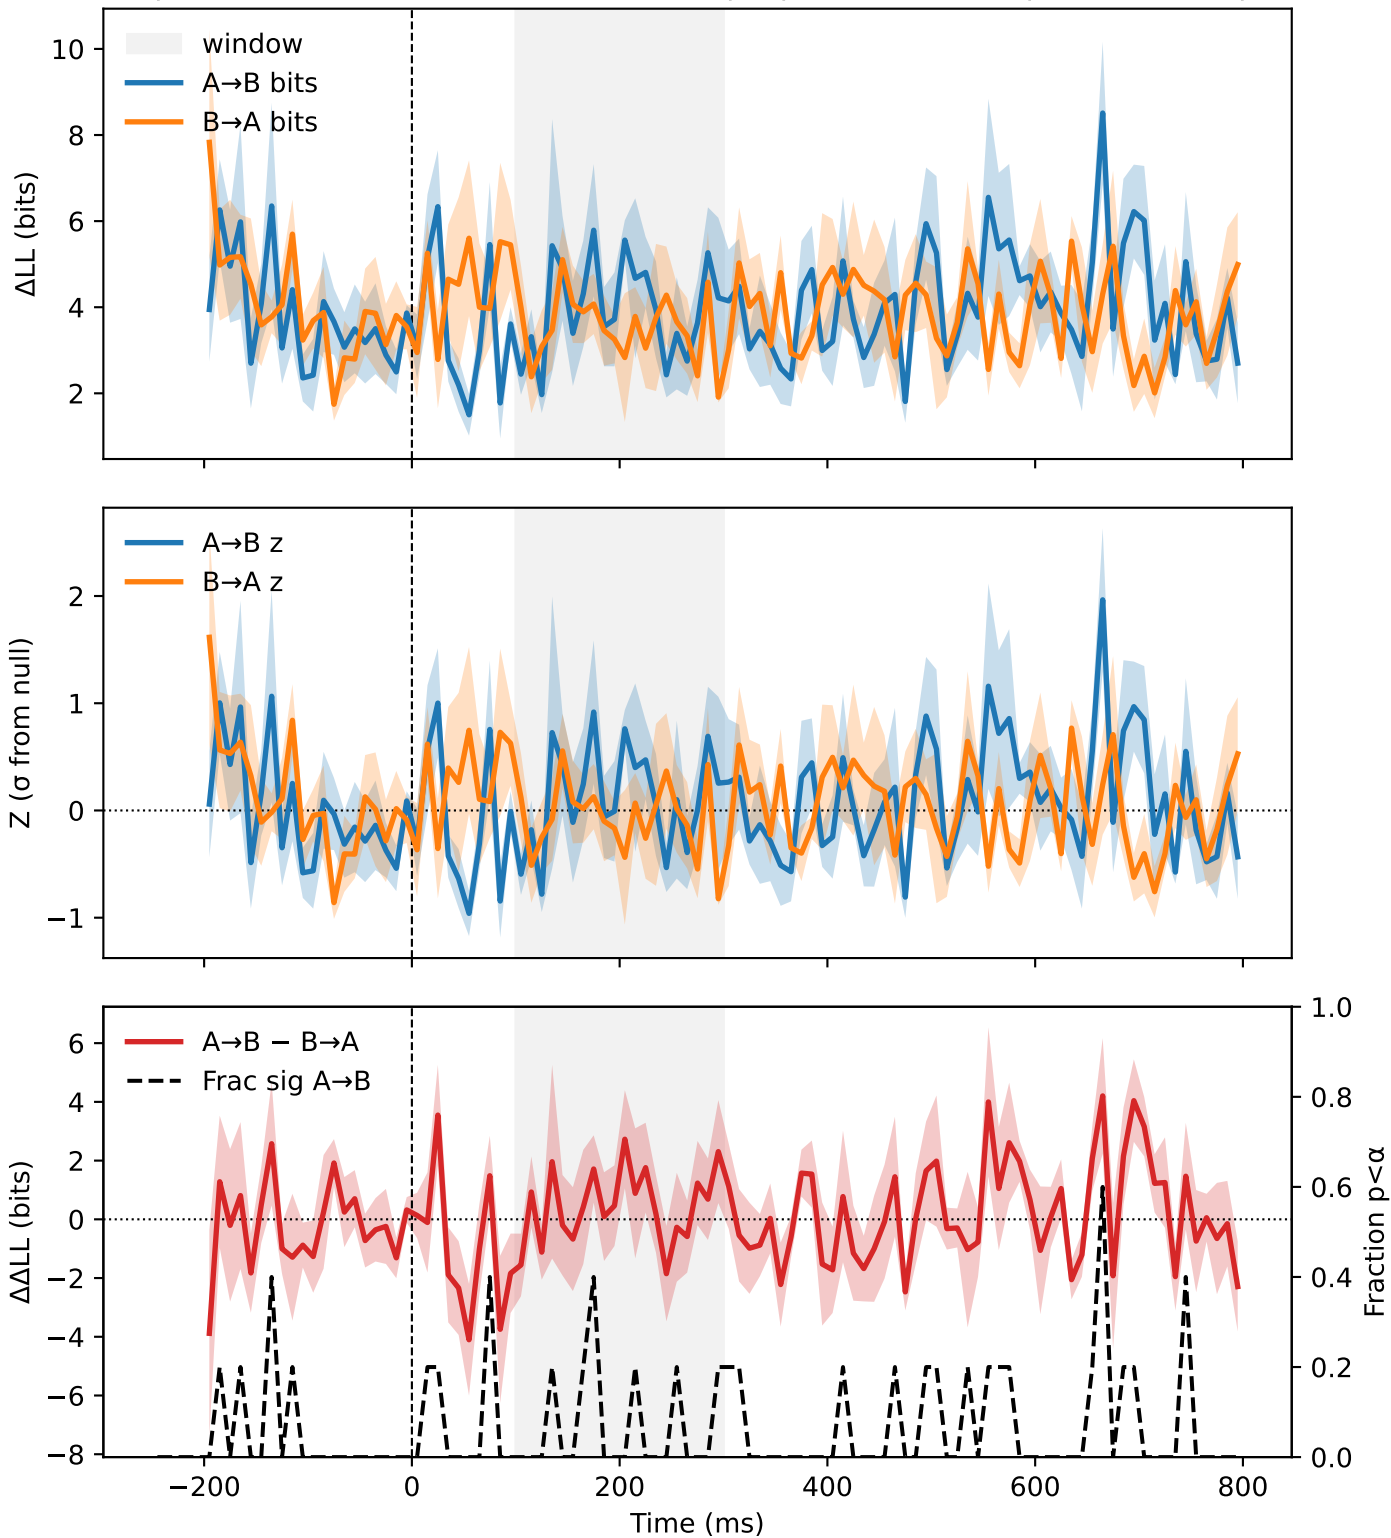 10
8
6
4
2
ΔLL (bits)
window
A→B bits
B→A bits
2
1
0
−1
Z (σ from null)
A→B z
B→A z
6
4
2
0
−2
−4
−6
−8
ΔΔLL (bits)
A→B − B→A
Frac sig A→B
1.0
0.8
0.6
0.4
0.2
0.0
Fraction p<α
−200 0 200 400 600 800
Time (ms)